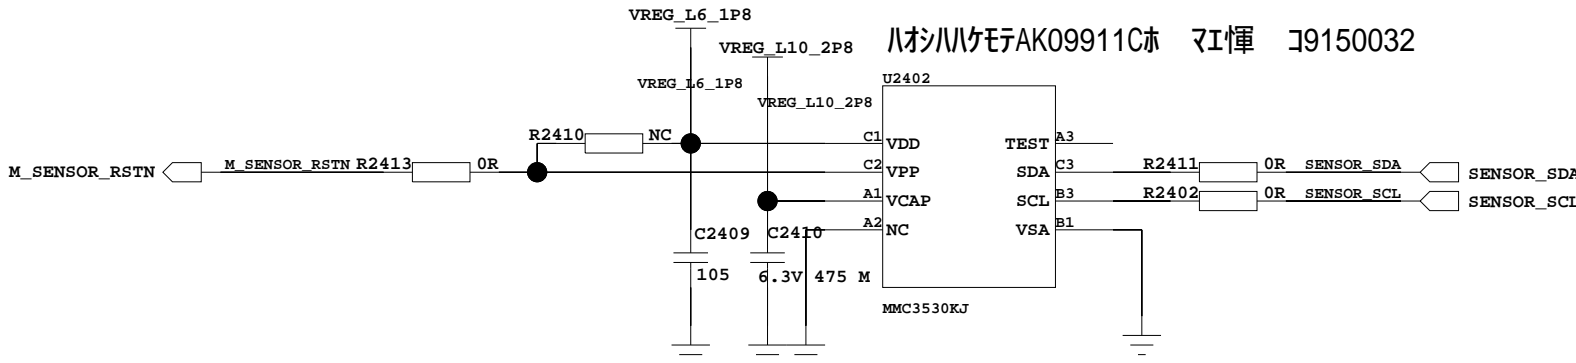 VREG_L6_1P8
VREG_L10_2P8
ﾊｵｼﾊﾊｹﾓﾃAK09911Cﾎ　ﾏｴ惲　ｺ9150032
VREG_L6_1P8
VREG_L10_2P8
U2402
R2410 NC
C1 VDD TEST A3
M_SENSOR_RSTN M_SENSOR_RSTN R2413 0R
C2 VPP SDA C3 R2411 0R SENSOR_SDA SENSOR_SDA
A1 VCAP SCL B3 R2402 0R SENSOR_SCL SENSOR_SCL
A2 NC VSA B1
C2409 C2410
105 6.3V 475 M
MMC3530KJ